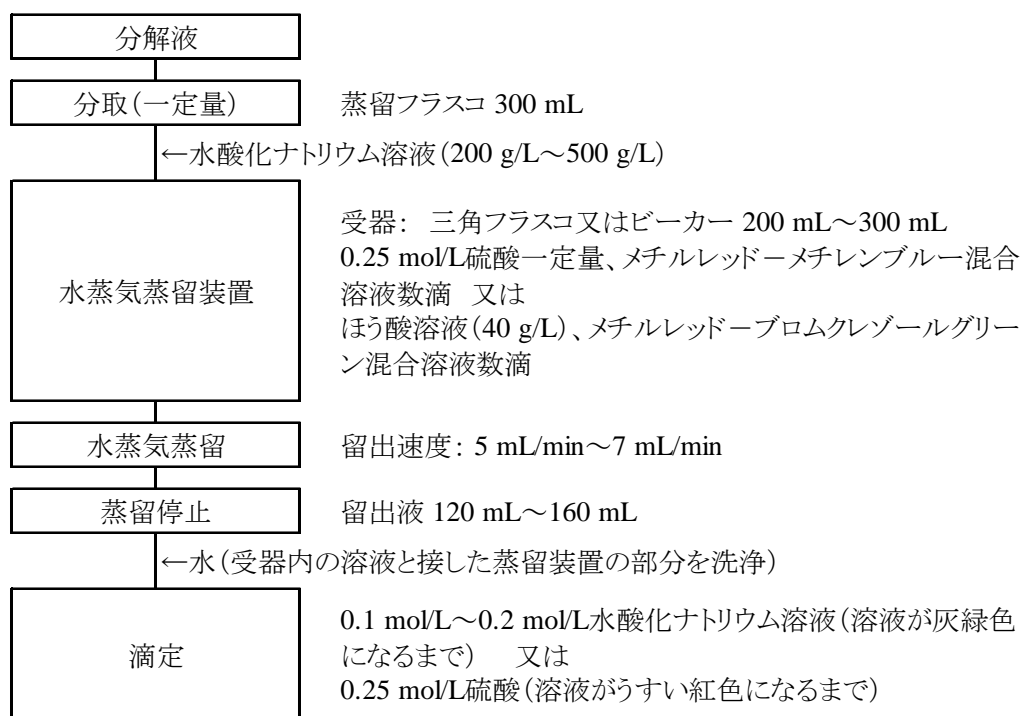 分解液
分取(一定量)
蒸留フラスコ 300 mL
←水酸化ナトリウム溶液(200 g/L~500 g/L)
水蒸気蒸留装置
受器: 三角フラスコ又はビーカー 200 mL~300 mL
0.25 mol/L硫酸一定量、メチルレッド-メチレンブルー混合
溶液数滴 又は
ほう酸溶液(40 g/L)、メチルレッド-ブロムクレゾールグリー
ン混合溶液数滴
水蒸気蒸留
留出速度: 5 mL/min~7 mL/min
蒸留停止
留出液 120 mL~160 mL
←水(受器内の溶液と接した蒸留装置の部分を洗浄)
滴定
0.1 mol/L~0.2 mol/L水酸化ナトリウム溶液(溶液が灰緑色
になるまで) 又は
0.25 mol/L硫酸(溶液がうすい紅色になるまで)